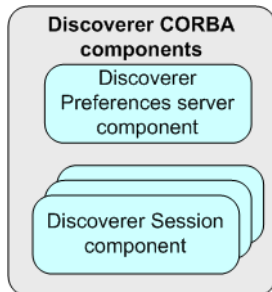 Discoverer CORBA
components
Discoverer
Preferences server
component
Discoverer Session
component